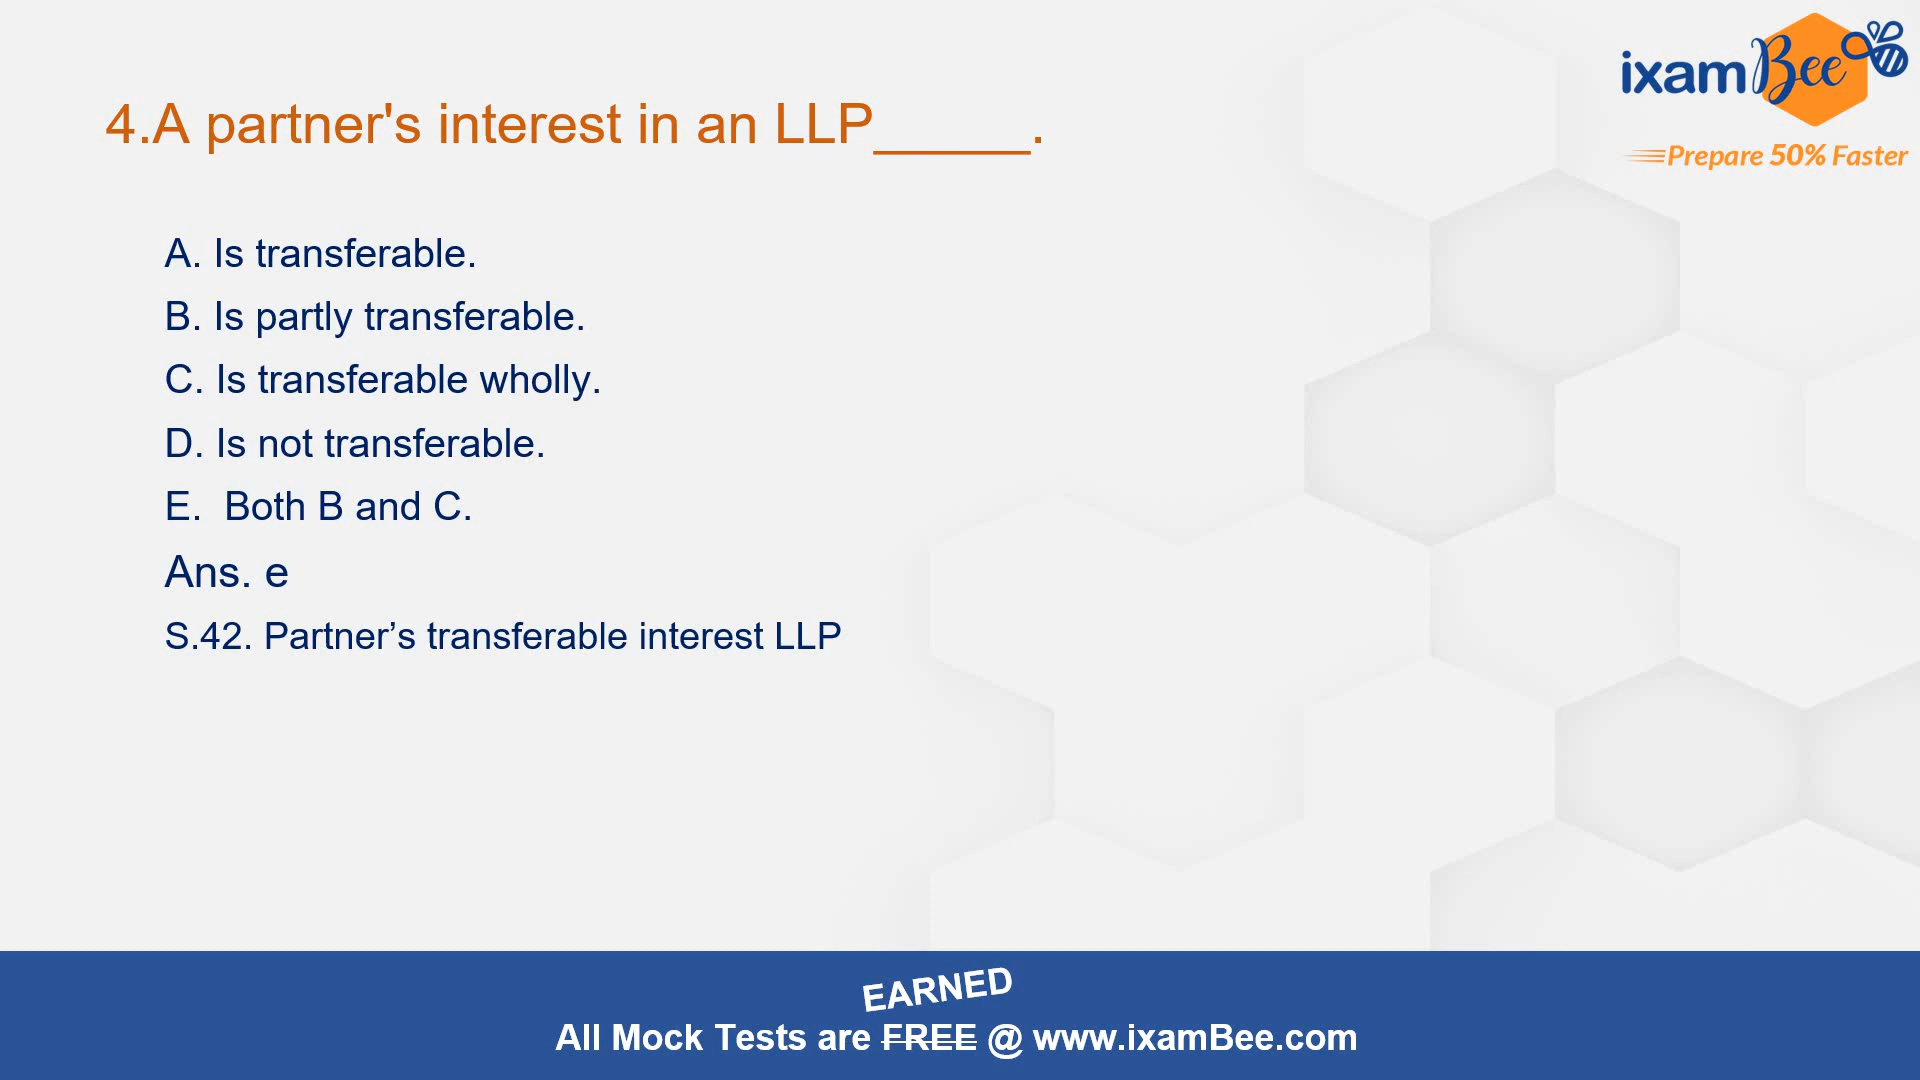 ixamBee
Prepare 50% Faster
4.A partner's interest in an LLP_____.
A. Is transferable.
B. Is partly transferable.
C. Is transferable wholly.
D. Is not transferable.
E.  Both B and C.
Ans. e
S.42. Partner’s transferable interest LLP
EARNED
All Mock Tests are FREE @ www.ixamBee.com